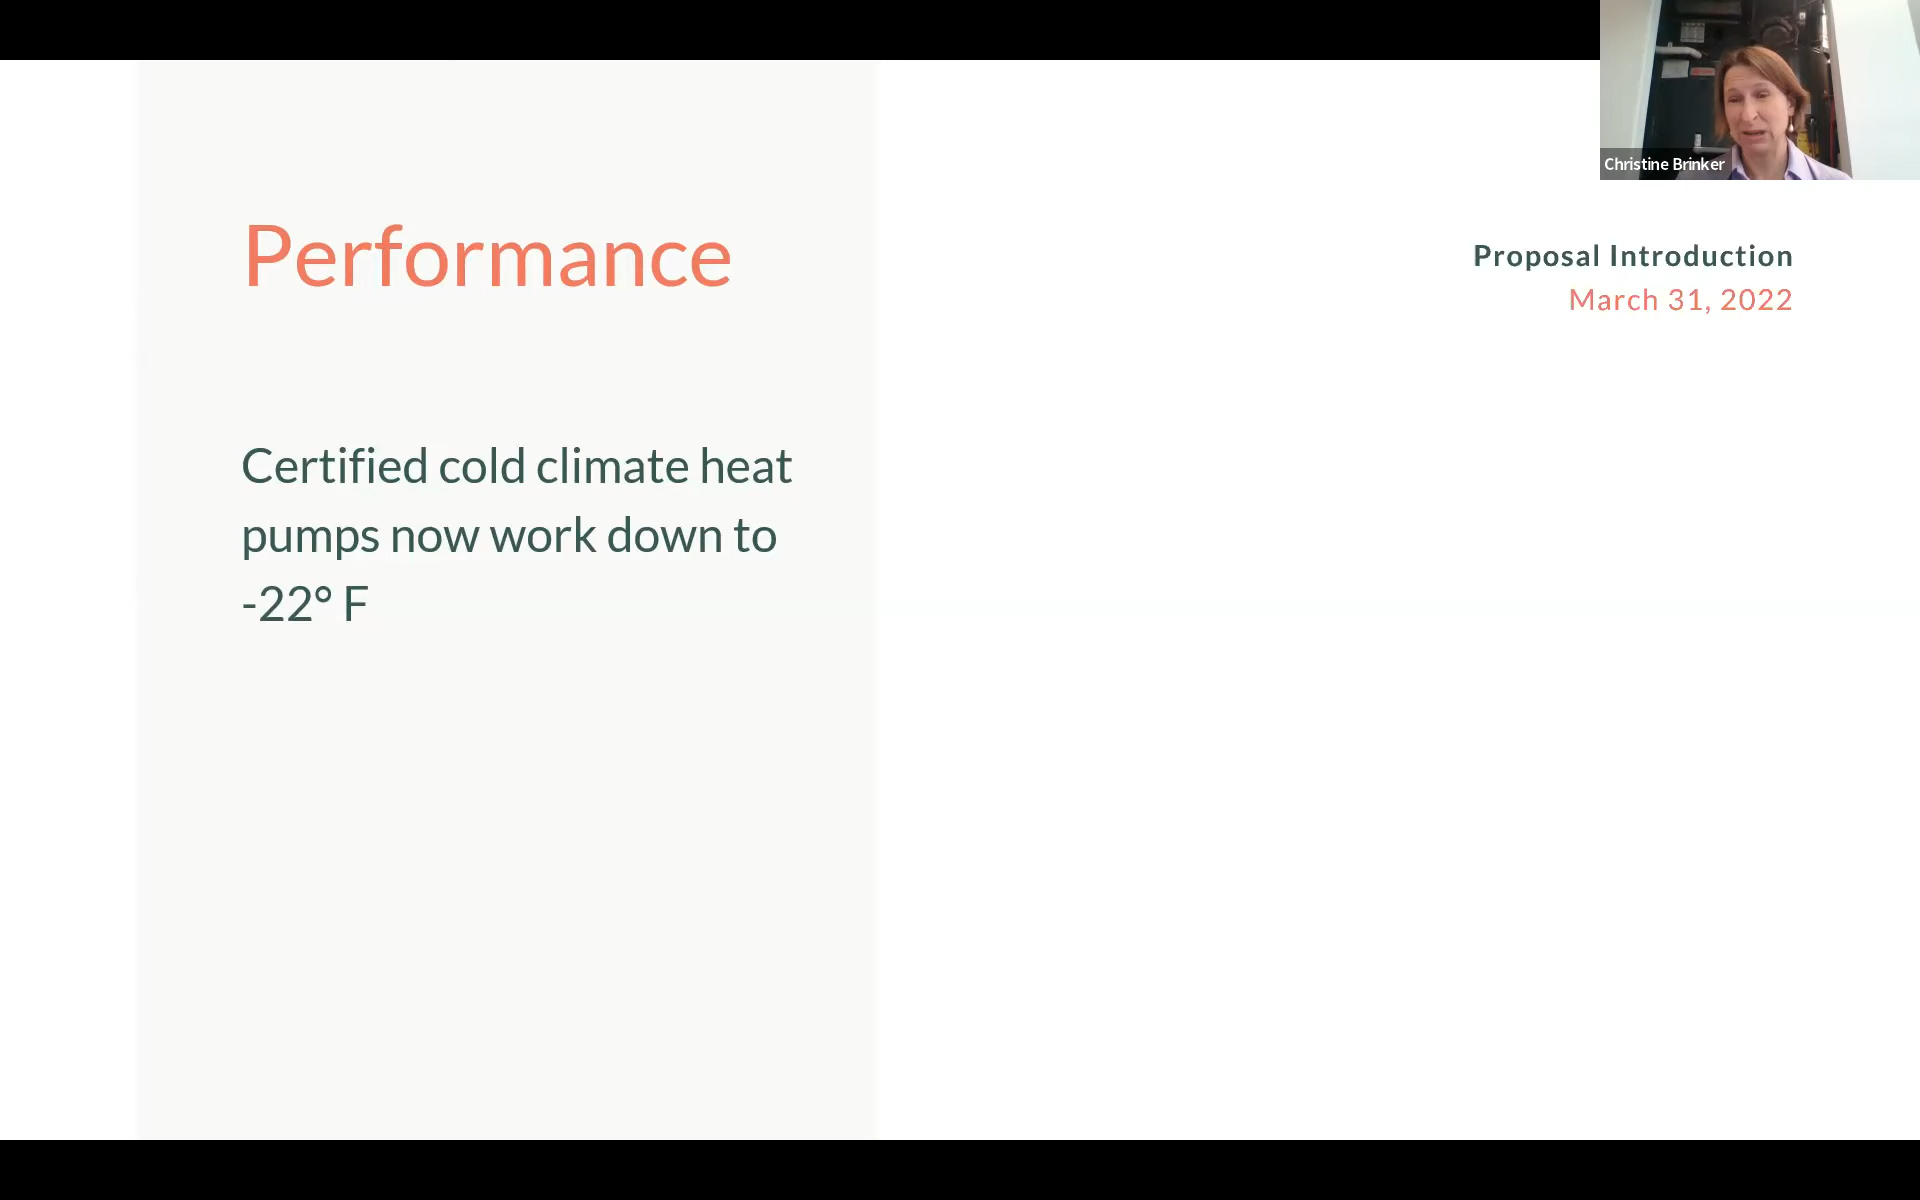 Christine Brinker
Performance
Proposal Introduction
March 31, 2022
Certified cold climate heat
pumps now work down to
-22° F